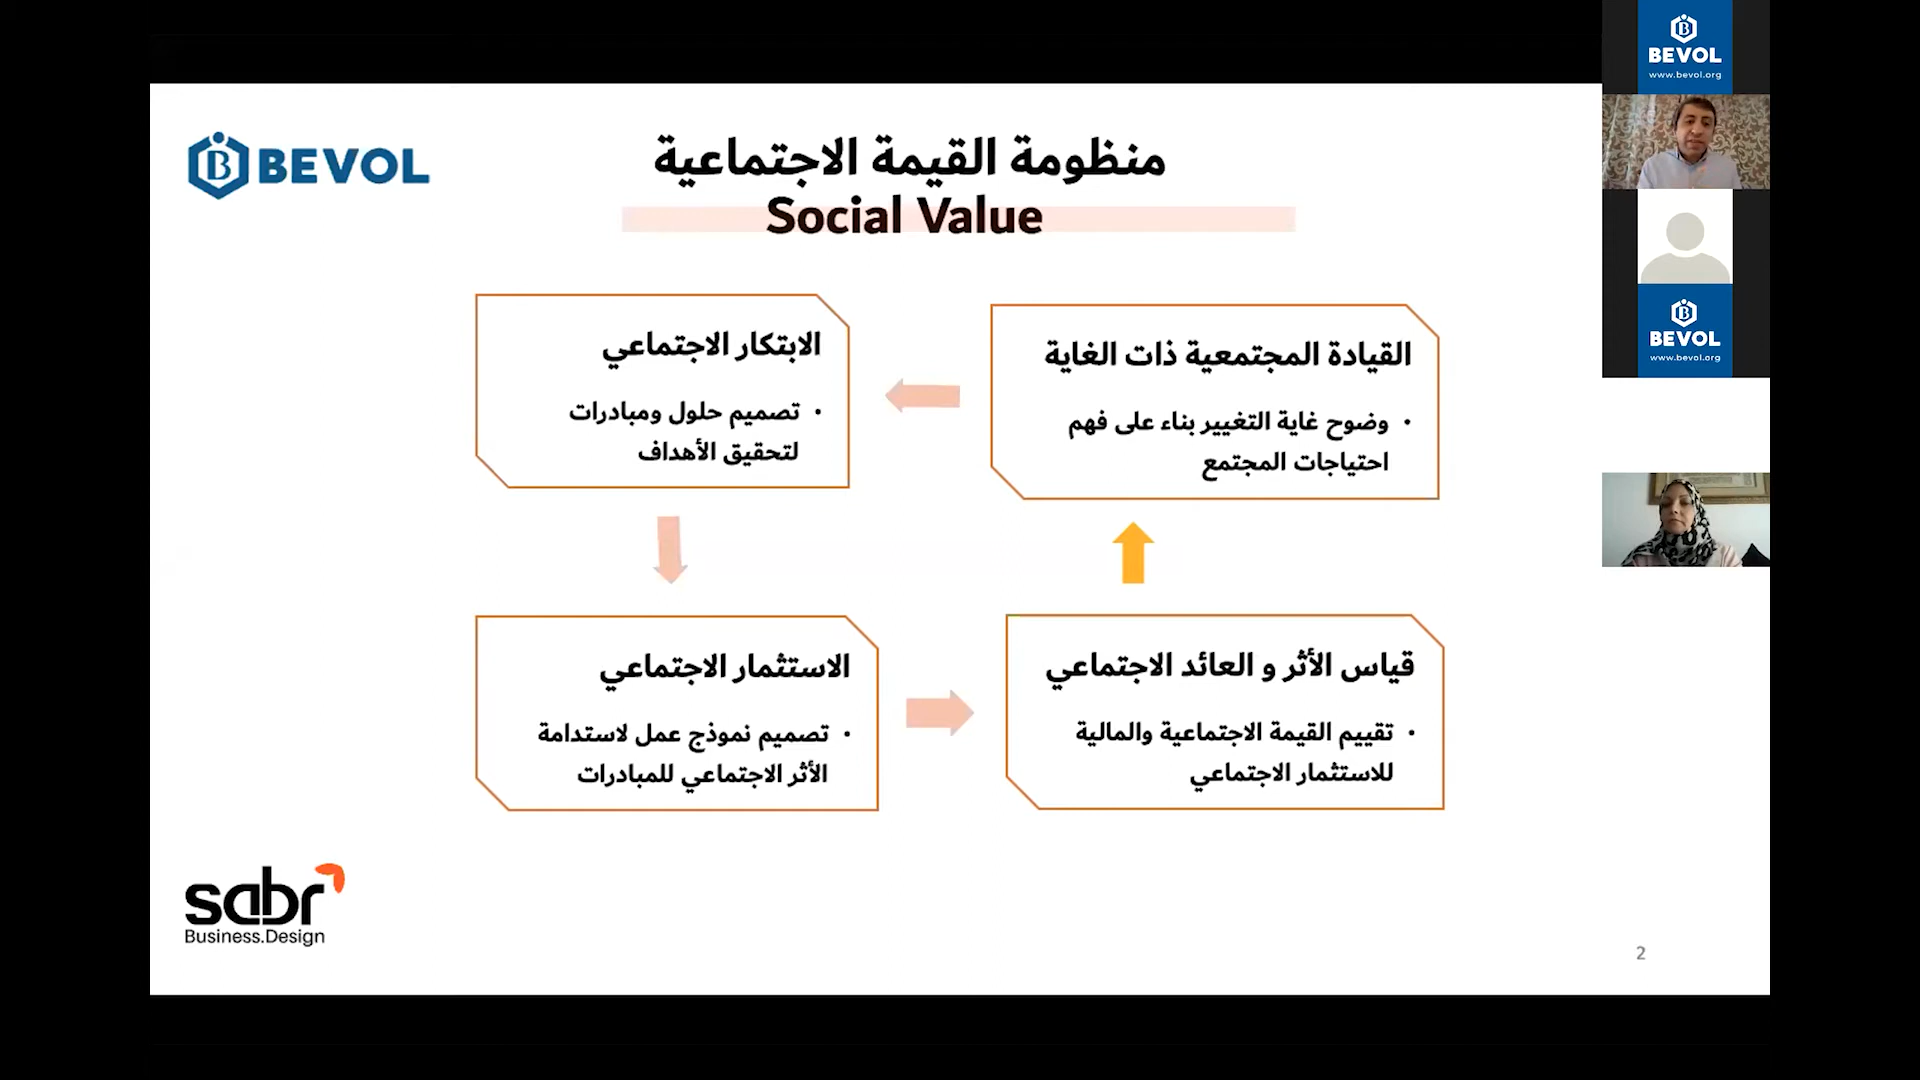 BEVOL
منظومة القيمة الاجتماعية
Social Value
القيادة المجتمعية ذات الغاية
• وضوح غاية التغيير بناء على فهم
احتياجات المجتمع
الابتكار الاجتماعي
• تصميم حلول ومبادرات
لتحقيق الأهداف
الاستثمار الاجتماعي
• تصميم نموذج عمل لاستدامة
الأثر الاجتماعي للمبادرات
قياس الأثر و العائد الاجتماعي
• تقييم القيمة الاجتماعية والمالية
للاستثمار الاجتماعي
sabr
Business.Design
2
BEVOL
www.bevol.org
BEVOL
www.bevol.org